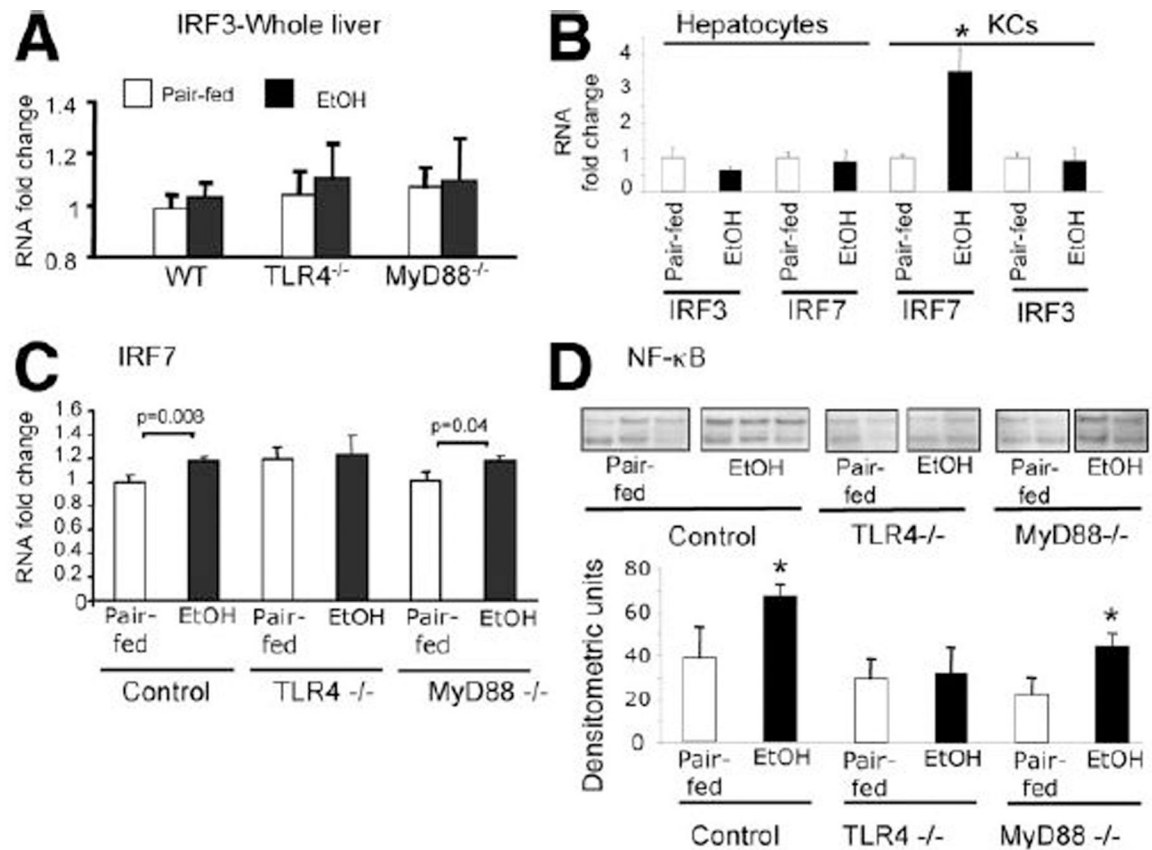 A
IRF3-Whole liver
Pair-fed
EtOH
RNA fold change
1.4
1.2
1
0.8
WT
TLR4-/-
MyD88-/-
B
Hepatocytes
* KCs
RNA
fold change
4
3
2
1
0
Pair-fed
EtOH
Pair-fed
EtOH
Pair-fed
EtOH
Pair-fed
EtOH
IRF3
IRF7
IRF7
IRF3
C
IRF7
RNA fold change
1.6
1.4
1.2
1
0.8
0.6
0.4
0.2
0
p=0.008
p=0.04
Pair-
fed
EtOH
Pair-
fed
EtOH
Pair-
fed
EtOH
Control
TLR4 -/-
MyD88 -/-
D
NF-κB
Pair-
fed
EtOH
Pair-
fed
EtOH
Pair-
fed
EtOH
Control
TLR4-/-
MyD88-/-
Densitometric units
80
60
40
20
0
*
*
Pair-
fed
EtOH
Pair-
fed
EtOH
Pair-
fed
EtOH
Control
TLR4 -/-
MyD88 -/-